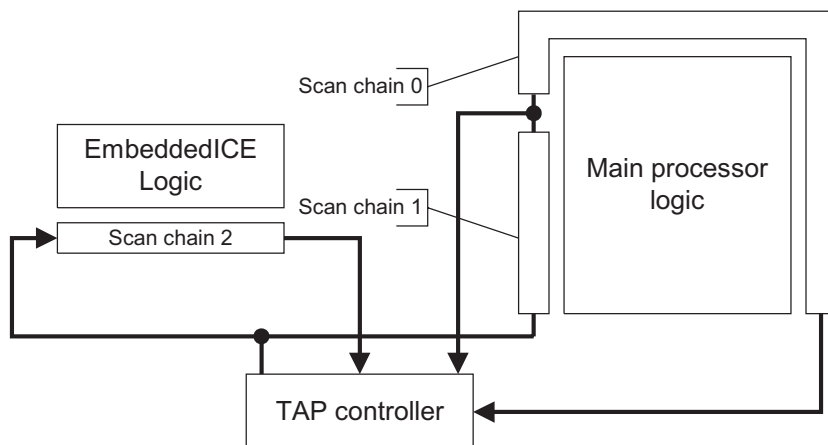 Scan chain 0
EmbeddedICE
Logic
Main processor
logic
Scan chain 1
Scan chain 2
TAP controller